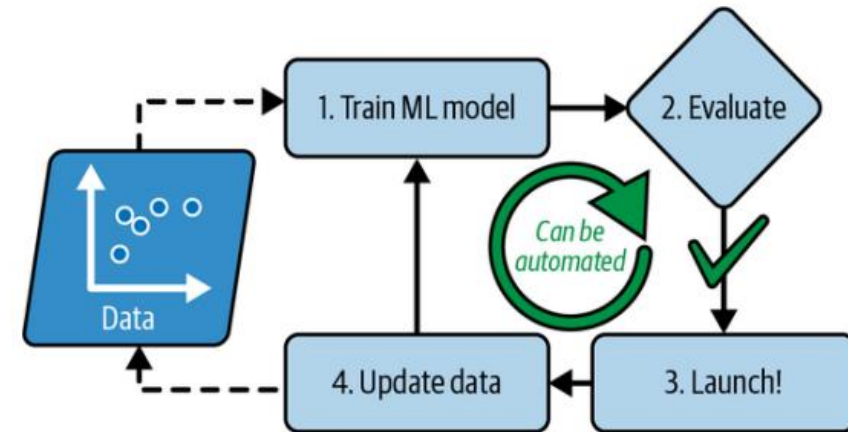 1. Train ML model
2. Evaluate
Can be
automated
Data
4. Update data
3. Launch!